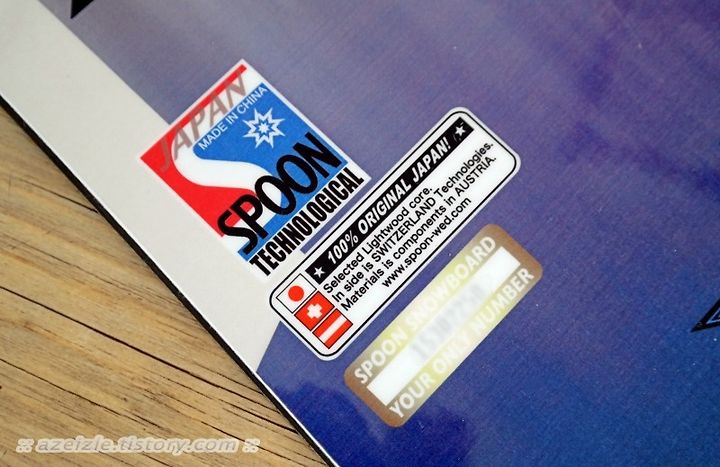 JAPAN
MADE IN CHINA
SPOON
TECHNOLOGICAL
100% ORIGINAL JAPAN!
Selected Lightwood core.
In side is SWITZERLAND Technologies.
Materials is components in AUSTRIA.
www.spoon-wed.com
SPOON SNOWBOARD
YOUR ONLY NUMBER
:: azeizle.tistory.com ::